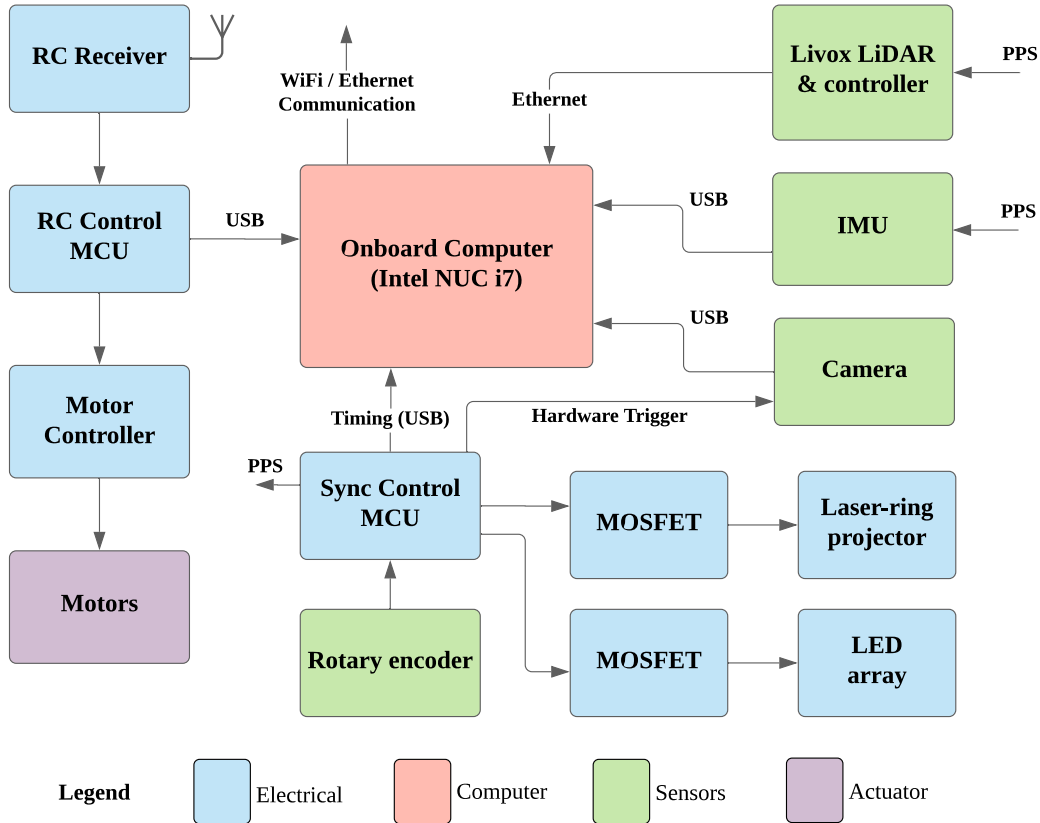 RC Receiver
WiFi / Ethernet
Communication
Ethernet
Livox LiDAR
& controller
PPS
RC Control
MCU
USB
Onboard Computer
(Intel NUC i7)
USB
IMU
PPS
USB
Camera
Motor
Controller
Timing (USB)
Hardware Trigger
PPS
Sync Control
MCU
MOSFET
Laser-ring
projector
Motors
Rotary encoder
MOSFET
LED
array
Legend
Electrical
Computer
Sensors
Actuator